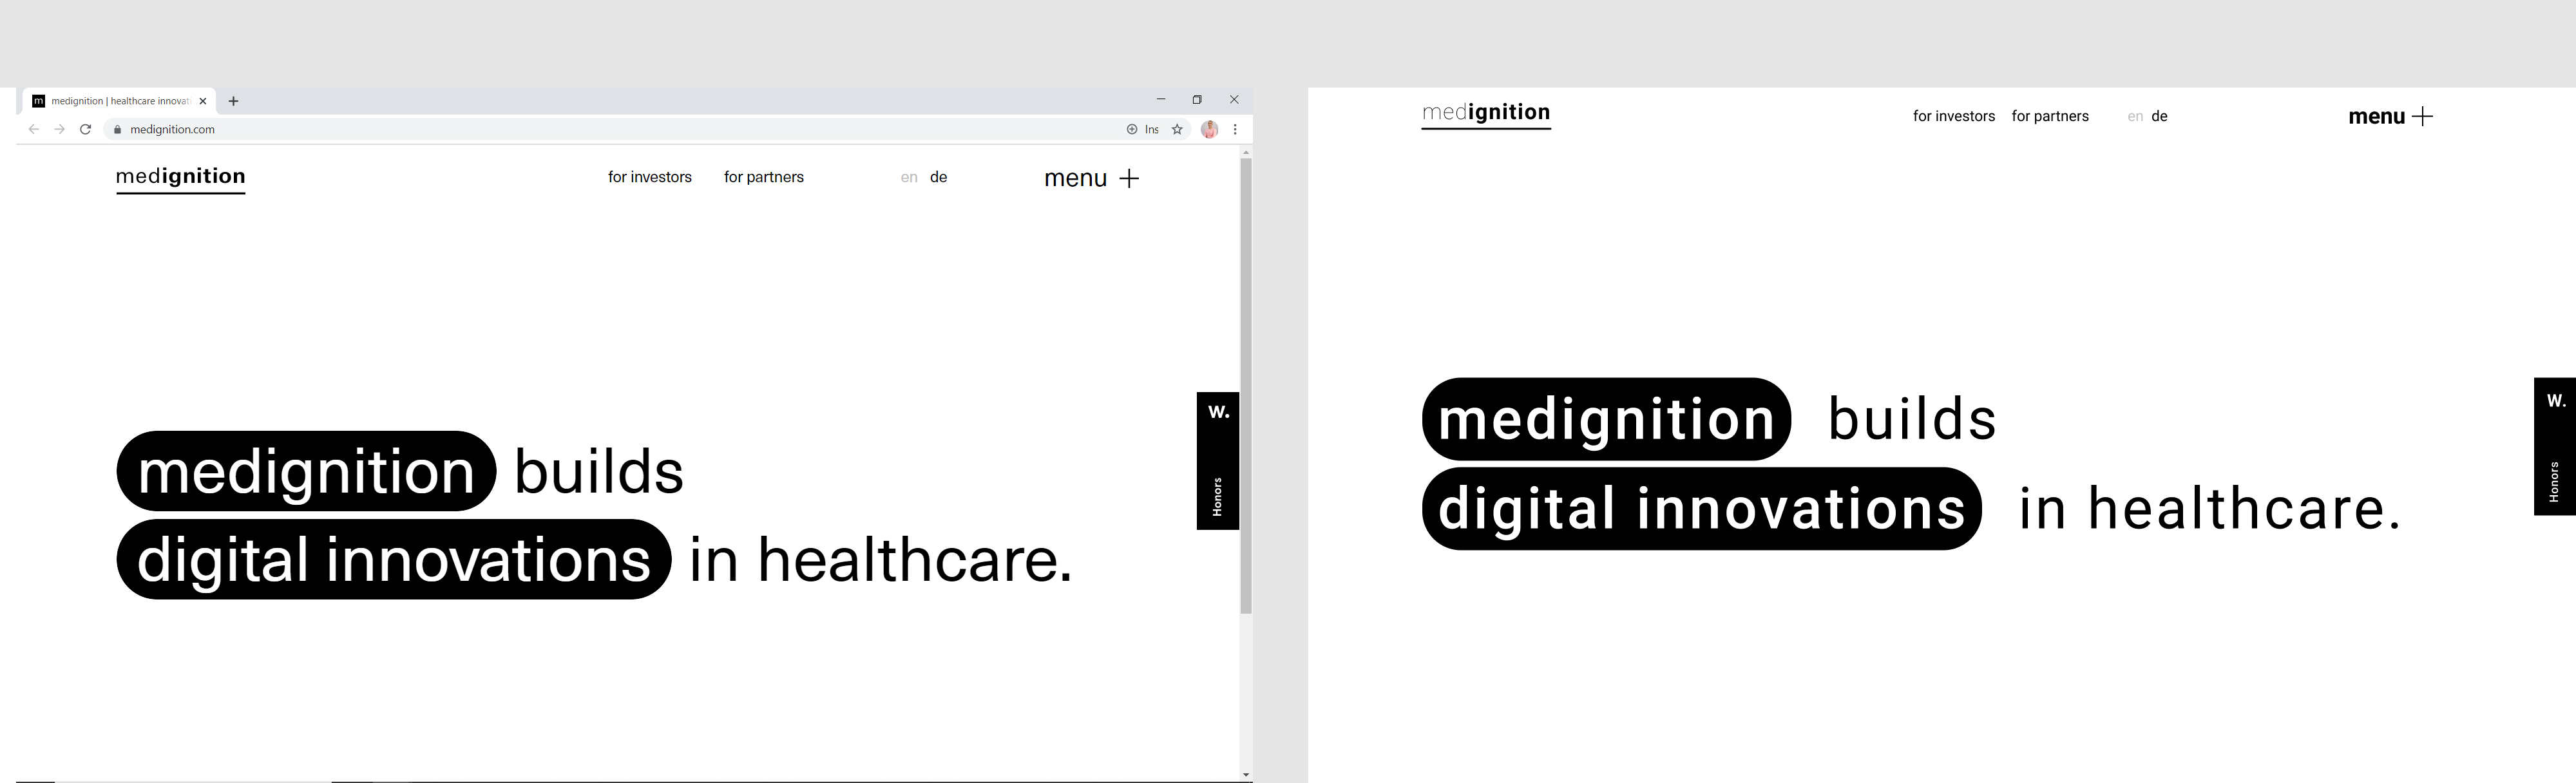 medignition | healthcare innovati
medignition.com
Ins
medignition
for investors
for partners
en
de
menu
medignition builds
digital innovations in healthcare.
W.
Honors
medignition
for investors
for partners
en
de
menu
medignition builds
digital innovations in healthcare.
W.
Honors